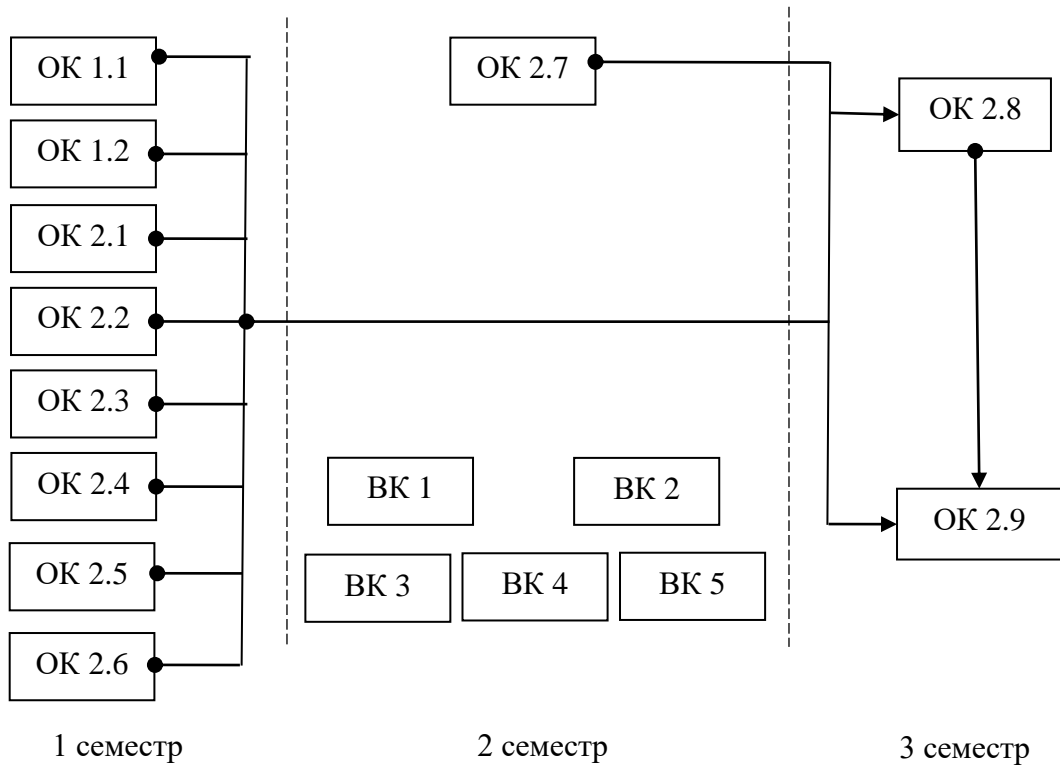 ОК 1.1
ОК 1.2
ОК 2.1
ОК 2.2
ОК 2.3
ОК 2.4
ОК 2.5
ОК 2.6
1 семестр
ОК 2.7
ВК 1
ВК 2
ВК 3
ВК 4
ВК 5
2 семестр
ОК 2.8
ОК 2.9
3 семестр